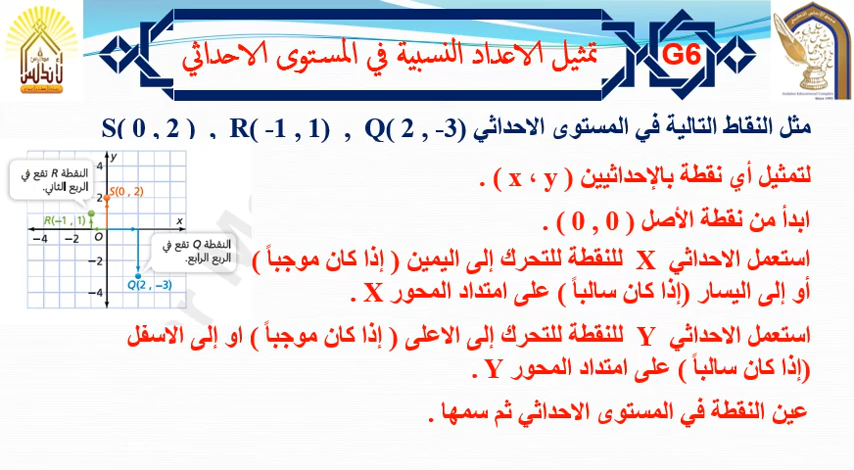 تمثيل الاعداد النسبية في المستوى الاحداثي
G6
مثل النقاط التالية في المستوى الاحداثي S( 0 , 2 ) , R( -1 , 1) , Q( 2 , -3)
لتمثيل أي نقطة بالإحداثيين ( x ، y ) .
ابدأ من نقطة الأصل ( 0 , 0 ) .
استعمل الاحداثي X للنقطة للتحرك إلى اليمين ( إذا كان موجباً )
أو إلى اليسار (إذا كان سالباً ) على امتداد المحور X .
استعمل الاحداثي Y للنقطة للتحرك إلى الاعلى ( إذا كان موجباً ) او إلى الاسفل
(إذا كان سالباً ) على امتداد المحور Y .
عين النقطة في المستوى الاحداثي ثم سمها .
النقطة R تقع في
الربع الثاني.
y
4
2
S(0 , 2)
R(−1 , 1)
x
−4 −2 O
−2
−4
النقطة Q تقع في
الربع الرابع.
Q(2 , −3)